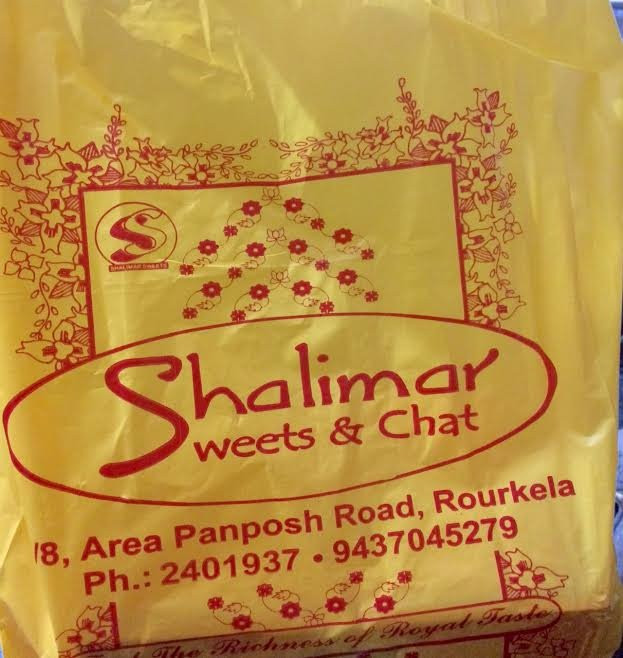 SHALIMAR SWEETS
Shalimar
Sweets & Chat
/8, Area Panposh Road, Rourkela
Ph.: 2401937 • 9437045279
The Richness of Royal Taste